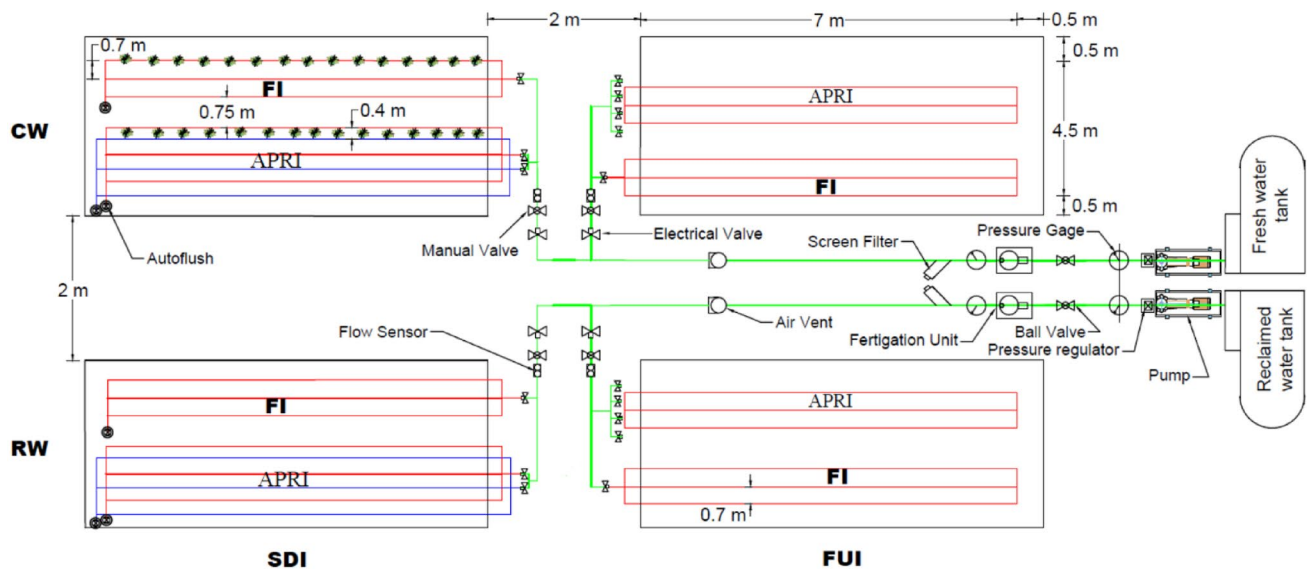 2 m
7 m
0.5 m
0.7 m
0.5 m
FI
APRI
0.75 m
0.4 m
CW
4.5 m
APRI
FI
0.5 m
Fresh water
tank
Manual Valve
Electrical Valve
Screen Filter
Pressure Gage
Autoflush
2 m
Flow Sensor
Air Vent
Fertigation Unit
Ball Valve
Pressure regulator
Pump
Reclaimed
water tank
FI
APRI
RW
APRI
FI
0.7 m
SDI
FUI